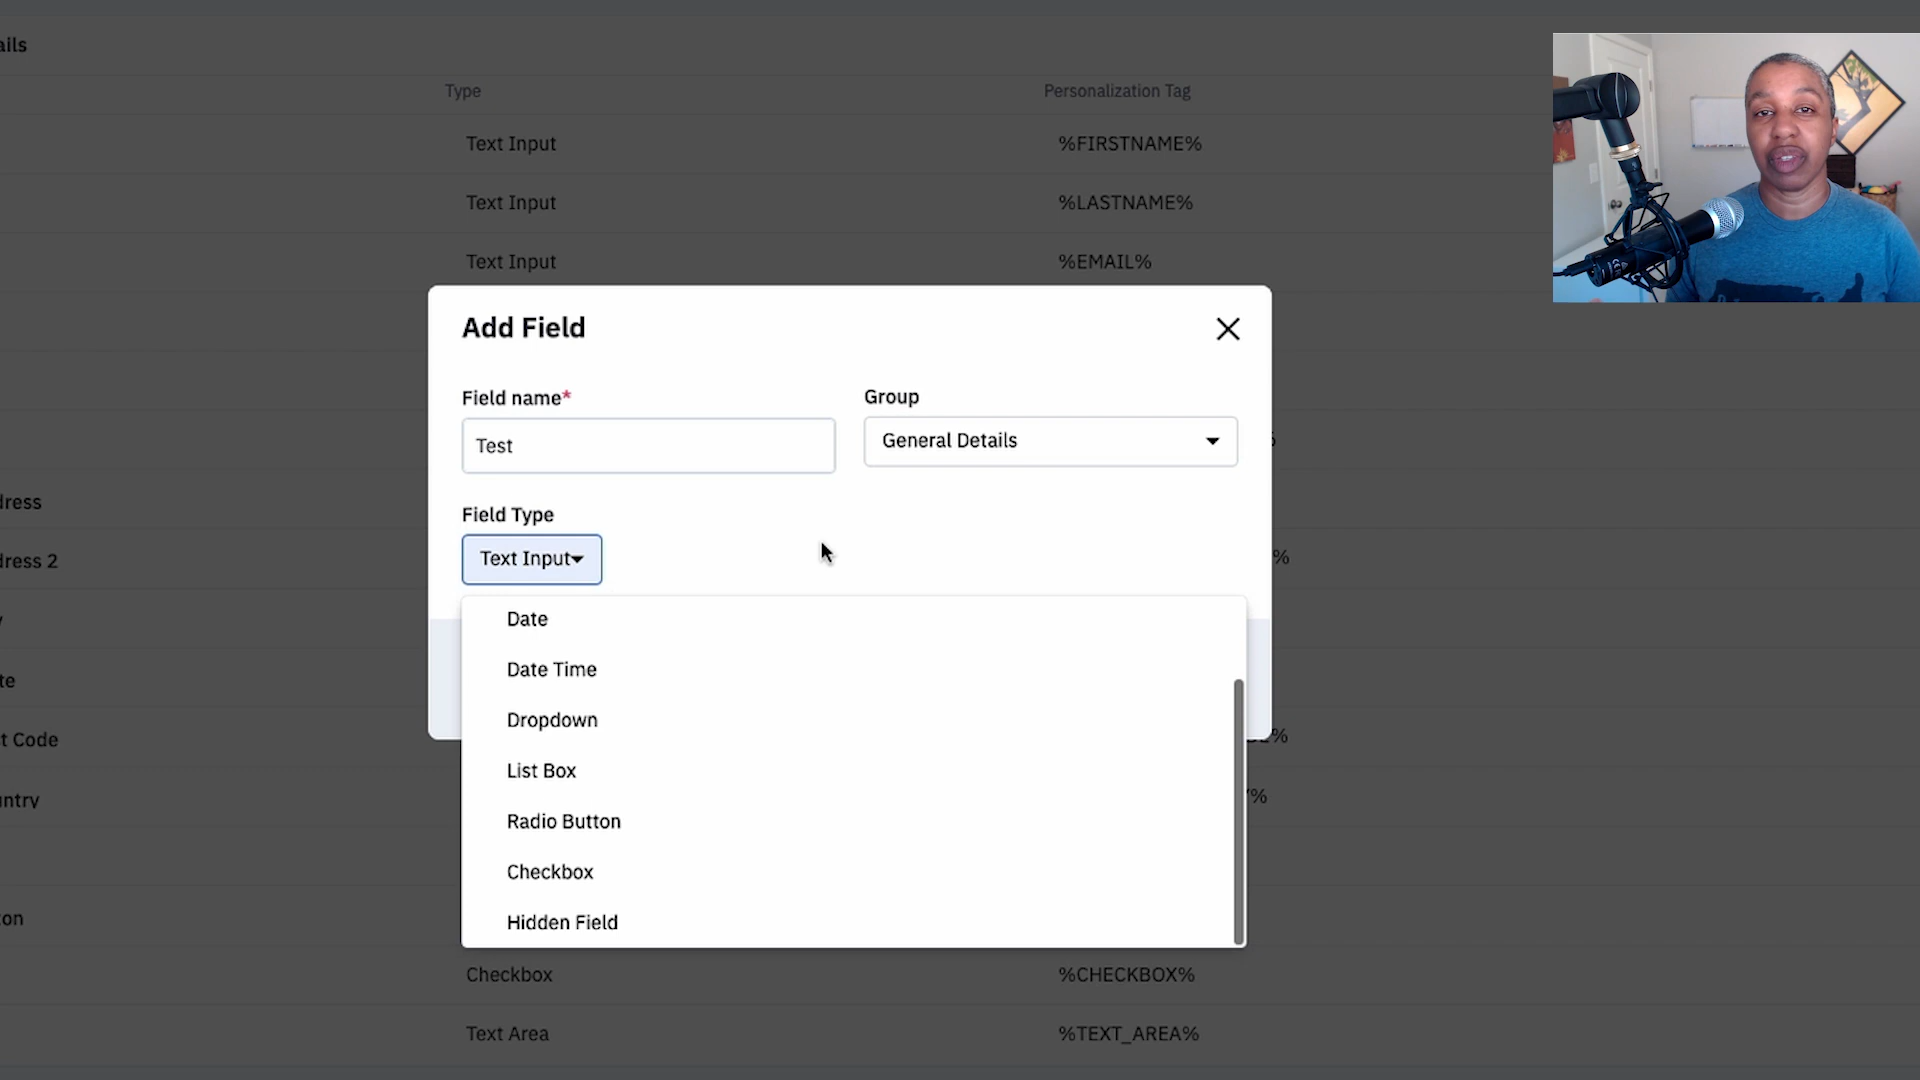 ails
Type
Personalization Tag
Text Input
%FIRSTNAME%
Text Input
%LASTNAME%
Text Input
%EMAIL%
Add Field
Field name*
Group
Test
General Details
Field Type
Text Input
dress
dress 2
%
te
t Code
%
untry
%
on
Date
Date Time
Dropdown
List Box
Radio Button
Checkbox
Hidden Field
Checkbox
%CHECKBOX%
Text Area
%TEXT_AREA%